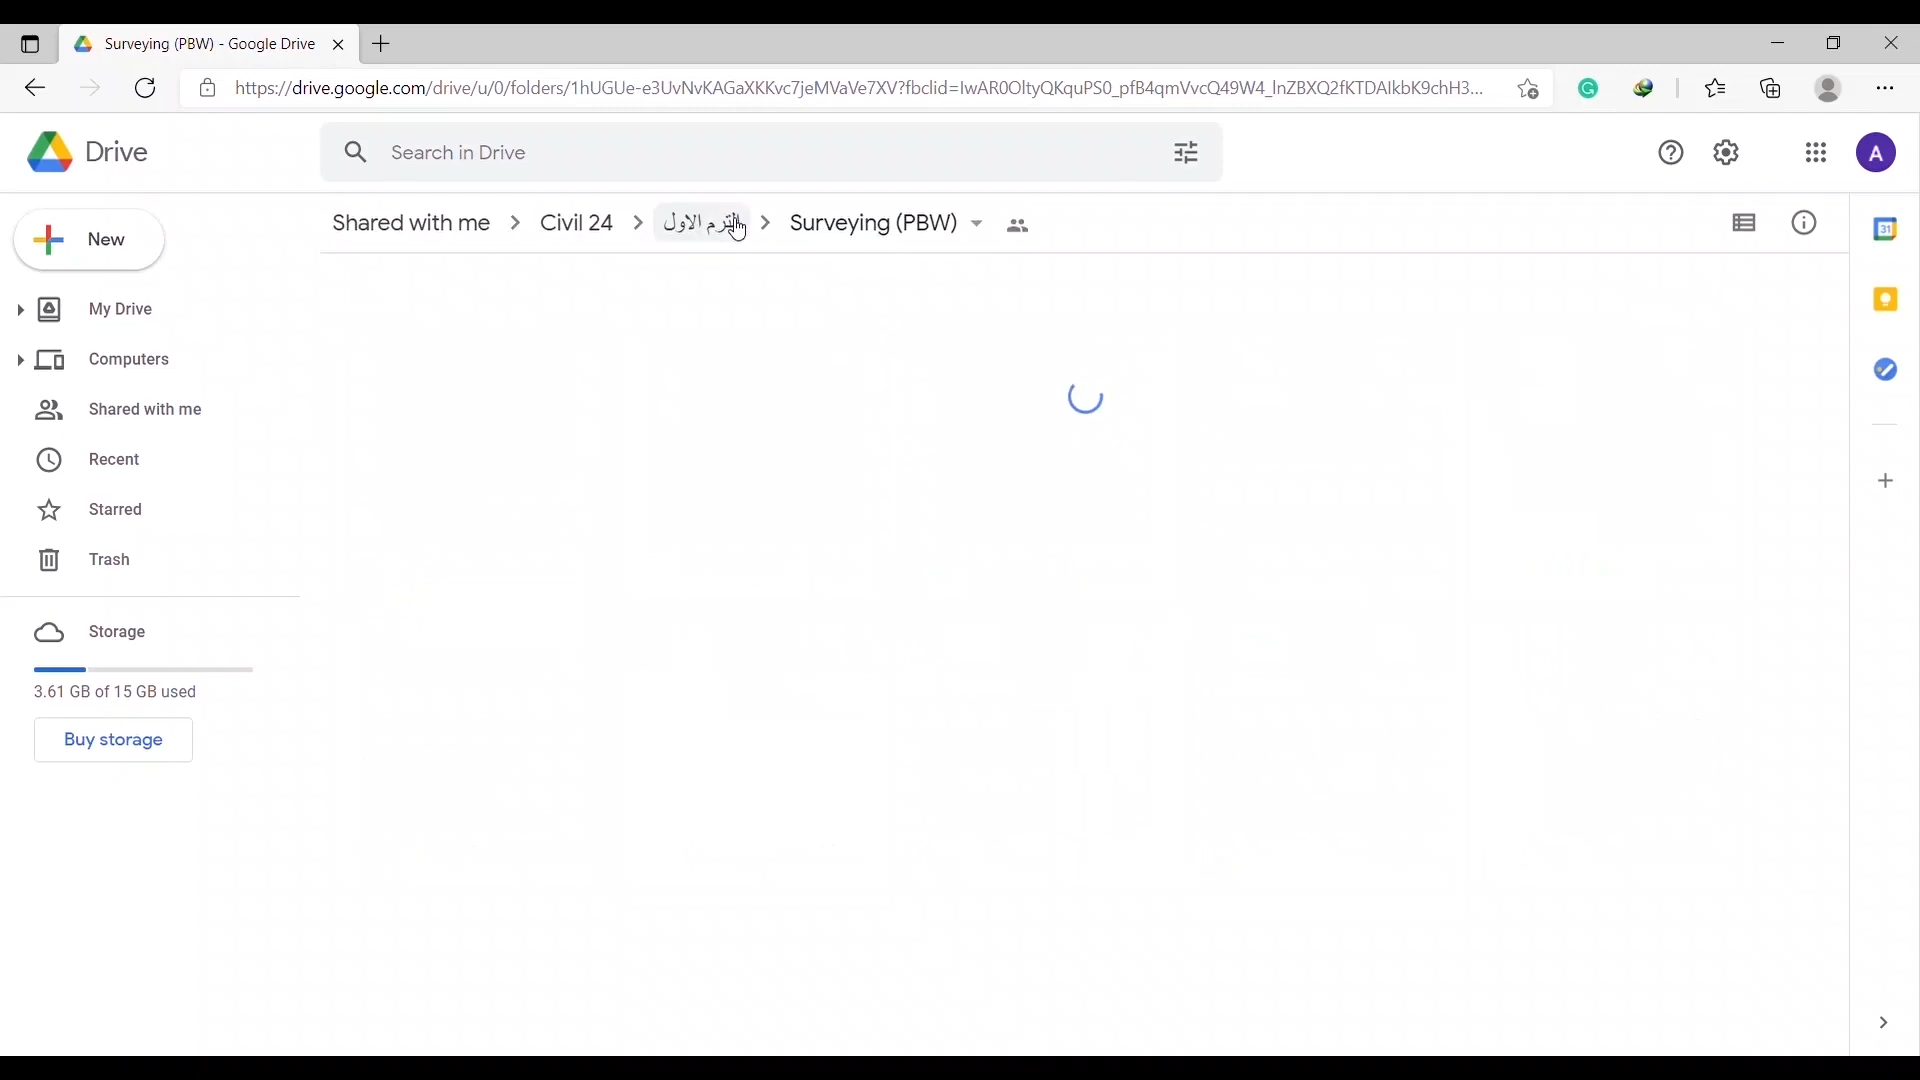 Surveying (PBW) - Google Drive
https://drive.google.com/drive/u/0/folders/1hUGUe-e3UvNvKAGaXKKvc7jeMVaVe7XV?fbclid=IwAR0OltyQKquPS0_pfB4qmVvcQ49W4_lnZBXQ2fKTDAIkbK9chH3...
Drive
Search in Drive
A
New
Shared with me > Civil 24 > الترم الاول > Surveying (PBW)
31
My Drive
Computers
Shared with me
Recent
Starred
Trash
Storage
3.61 GB of 15 GB used
Buy storage